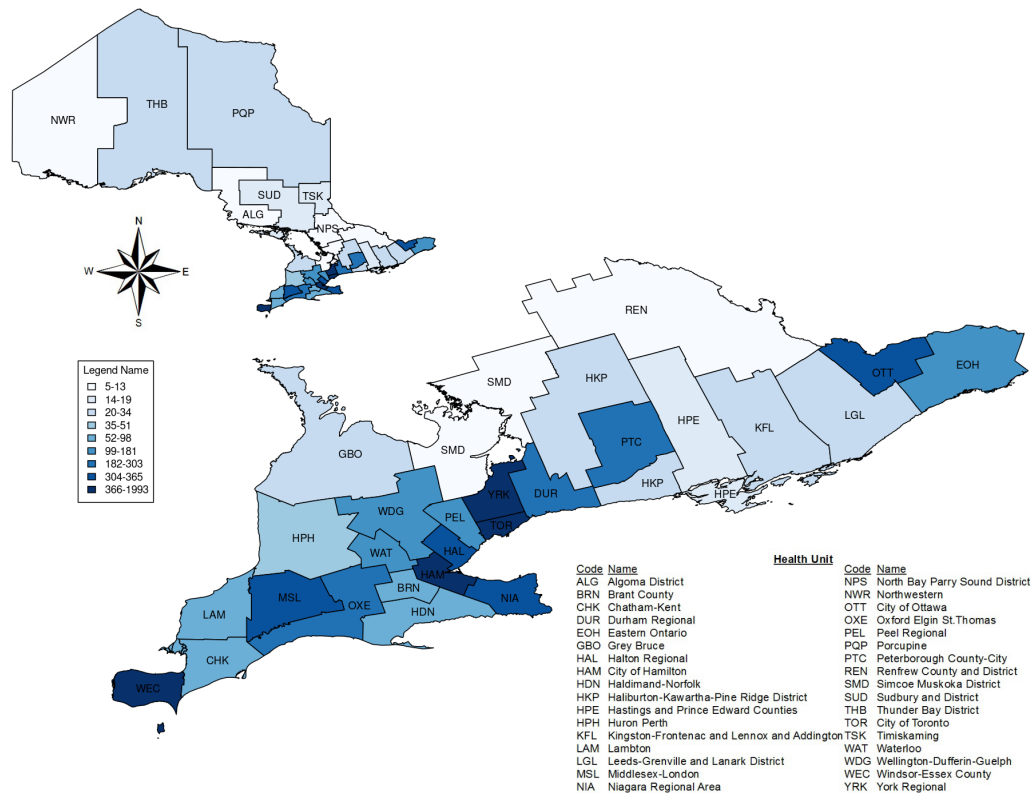 NWR
THB
PQP
SUD
TSK
ALG
NPS
N
W
E
S
REN
Legend Name
5-13
14-19
20-34
35-51
52-98
99-181
182-303
304-365
366-1993
SMD
HKP
OTT
EOH
HPE
LGL
KFL
PTC
GBO
SMD
HKP
HPE
YRK
DUR
WDG
PEL
TOR
HPH
WAT
HAL
HAM
BRN
MSL
OXE
NIA
HDN
LAM
CHK
WEC
Health Unit
Code Name
ALG Algoma District
BRN Brant County
CHK Chatham-Kent
DUR Durham Regional
EOH Eastern Ontario
GBO Grey Bruce
HAL Halton Regional
HAM City of Hamilton
HDN Haldimand-Norfolk
HKP Haliburton-Kawartha-Pine Ridge District
HPE Hastings and Prince Edward Counties
HPH Huron Perth
KFL Kingston-Frontenac and Lennox and Addington
LAM Lambton
LGL Leeds-Grenville and Lanark District
MSL Middlesex-London
NIA Niagara Regional Area
Code Name
NPS North Bay Parry Sound District
NWR Northwestern
OTT City of Ottawa
OXE Oxford Elgin St.Thomas
PEL Peel Regional
PQP Porcupine
PTC Peterborough County-City
REN Renfrew County and District
SMD Simcoe Muskoka District
SUD Sudbury and District
THB Thunder Bay District
TOR City of Toronto
TSK Timiskaming
WAT Waterloo
WDG Wellington-Dufferin-Guelph
WEC Windsor-Essex County
YRK York Regional